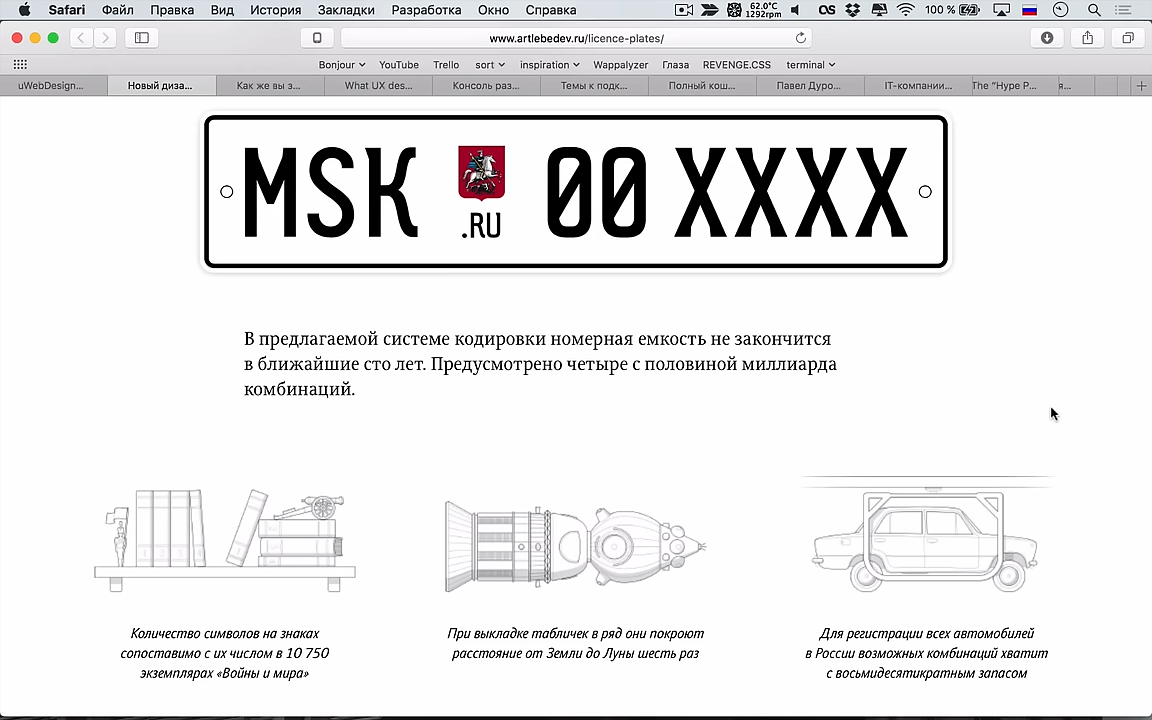 Safari Файл Правка Вид История Закладки Разработка Окно Справка 62.0°C 1292rpm 100 %
www.artlebedev.ru/licence-plates/
Bonjour YouTube Trello sort inspiration Wappalyzer Глаза REVENGE.CSS terminal
uWebDesign... Новый диза... Как же вы з... What UX des... Консоль раз... Темы к подк... Полный кош... Павел Дуро... IT-компании... The “Hype P... я...
MSK .RU 00 XXXX
В предлагаемой системе кодировки номерная емкость не закончится
в ближайшие сто лет. Предусмотрено четыре с половиной миллиарда
комбинаций.
Количество символов на знаках
сопоставимо с их числом в 10 750
экземплярах «Войны и мира»
При выкладке табличек в ряд они покроют
расстояние от Земли до Луны шесть раз
Для регистрации всех автомобилей
в России возможных комбинаций хватит
с восьмидесятикратным запасом